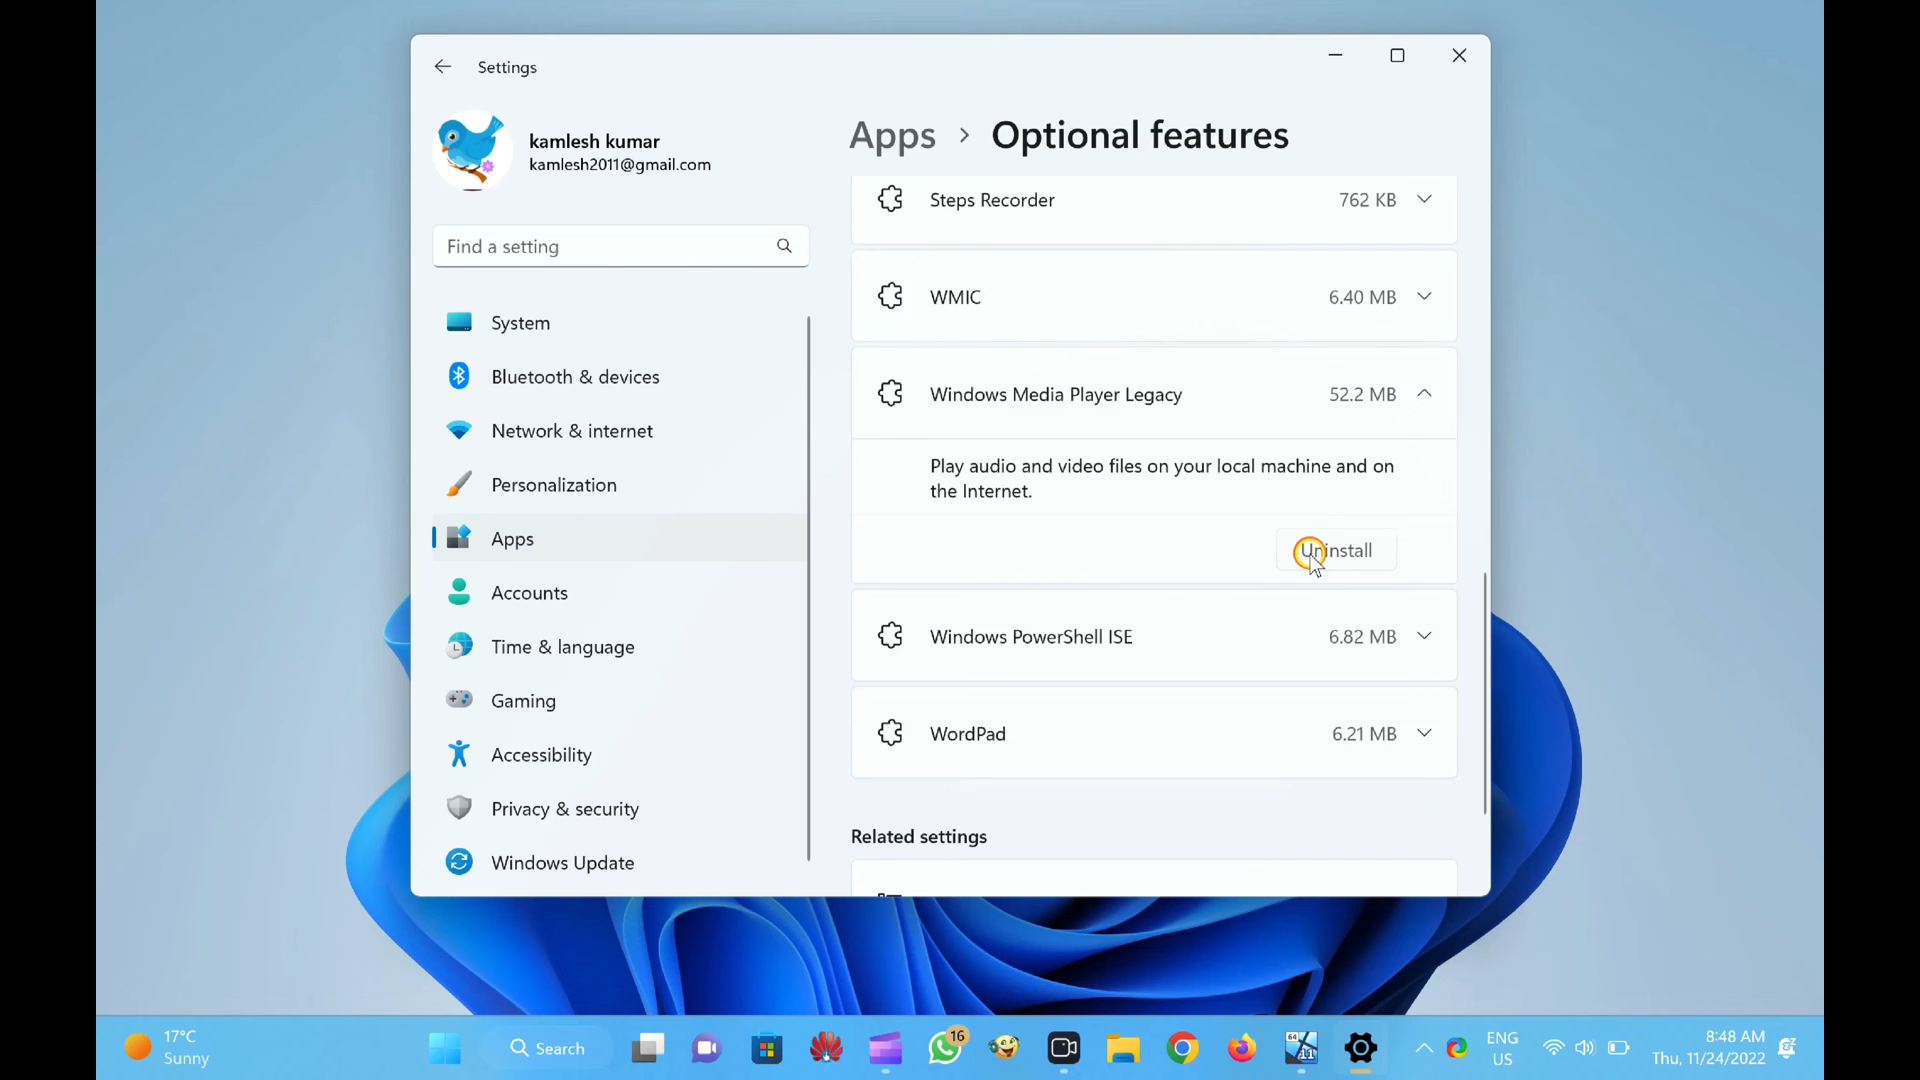 Settings
kamlesh kumar
kamlesh2011@gmail.com
Find a setting
System
Bluetooth & devices
Network & internet
Personalization
Apps
Accounts
Time & language
Gaming
Accessibility
Privacy & security
Windows Update
Apps > Optional features
Steps Recorder 762 KB
WMIC 6.40 MB
Windows Media Player Legacy 52.2 MB
Play audio and video files on your local machine and on
the Internet.
Uninstall
Windows PowerShell ISE 6.82 MB
WordPad 6.21 MB
Related settings
17°C
Sunny
Search
16
64
11
ENG
US
8:48 AM
Thu, 11/24/2022